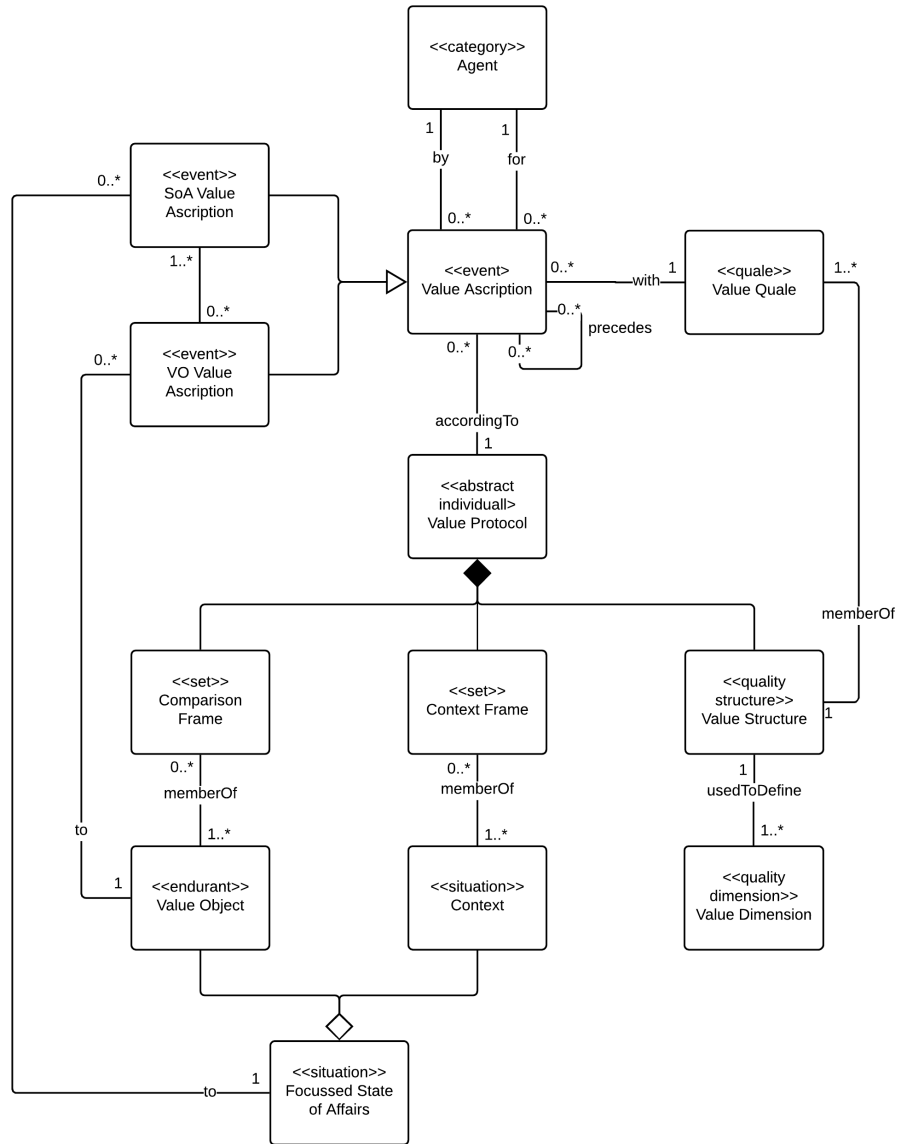 <<category>>
Agent
1
1
by
for
0..*
0..*
<<event>>
SoA Value
Ascription
0..*
1..*
0..*
<<event>>
VO Value
Ascription
0..*
<<event>
Value Ascription
0..*
with
1
<<quale>>
Value Quale
1..*
0..*
precedes
0..*
0..*
accordingTo
1
<<abstract
individuall>
Value Protocol
memberOf
<<set>>
Comparison
Frame
<<set>>
Context Frame
<<quality
structure>>
Value Structure
1
0..*
memberOf
1..*
0..*
memberOf
1..*
1
usedToDefine
1..*
to
1
<<endurant>>
Value Object
<<situation>>
Context
<<quality
dimension>>
Value Dimension
<<situation>>
Focussed State
of Affairs
to
1